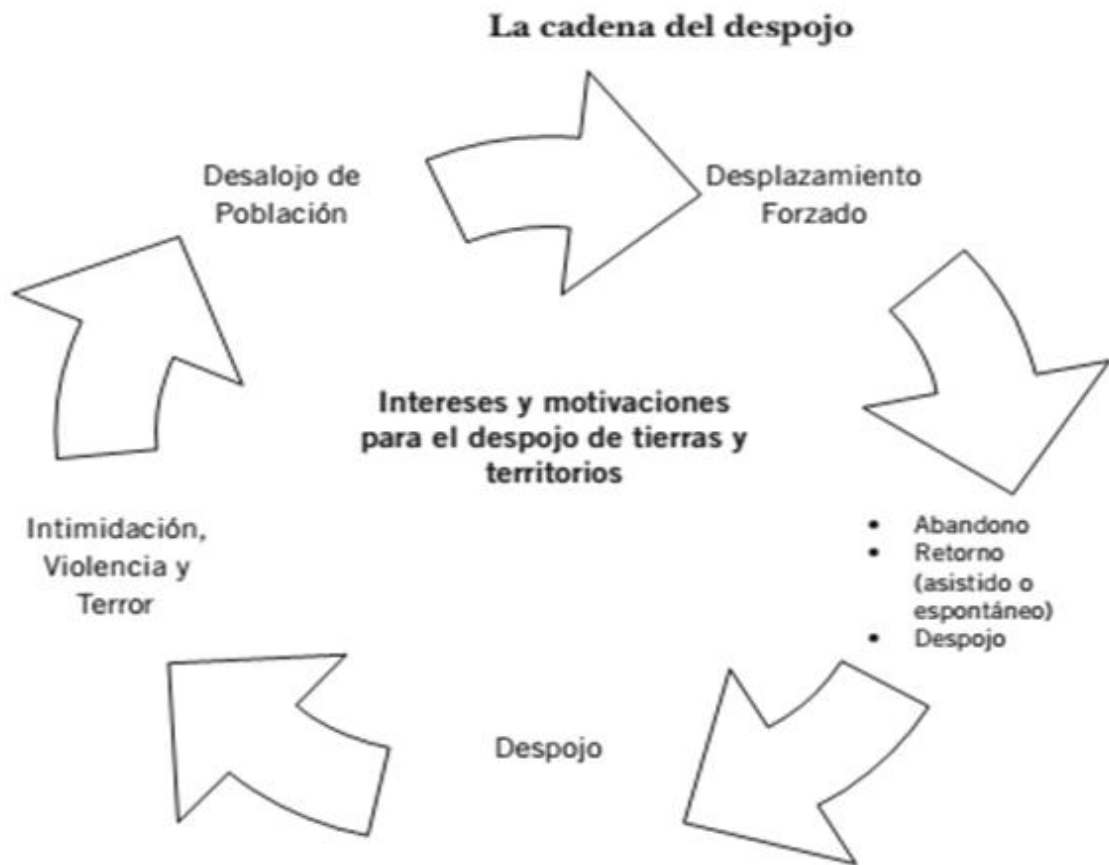 La cadena del despojo
Desalojo de
Población
Desplazamiento
Forzado
Intereses y motivaciones
para el despojo de tierras y
territorios
Intimidación,
Violencia y
Terror
• Abandono
• Retorno
(asistido o
espontáneo)
• Despojo
Despojo